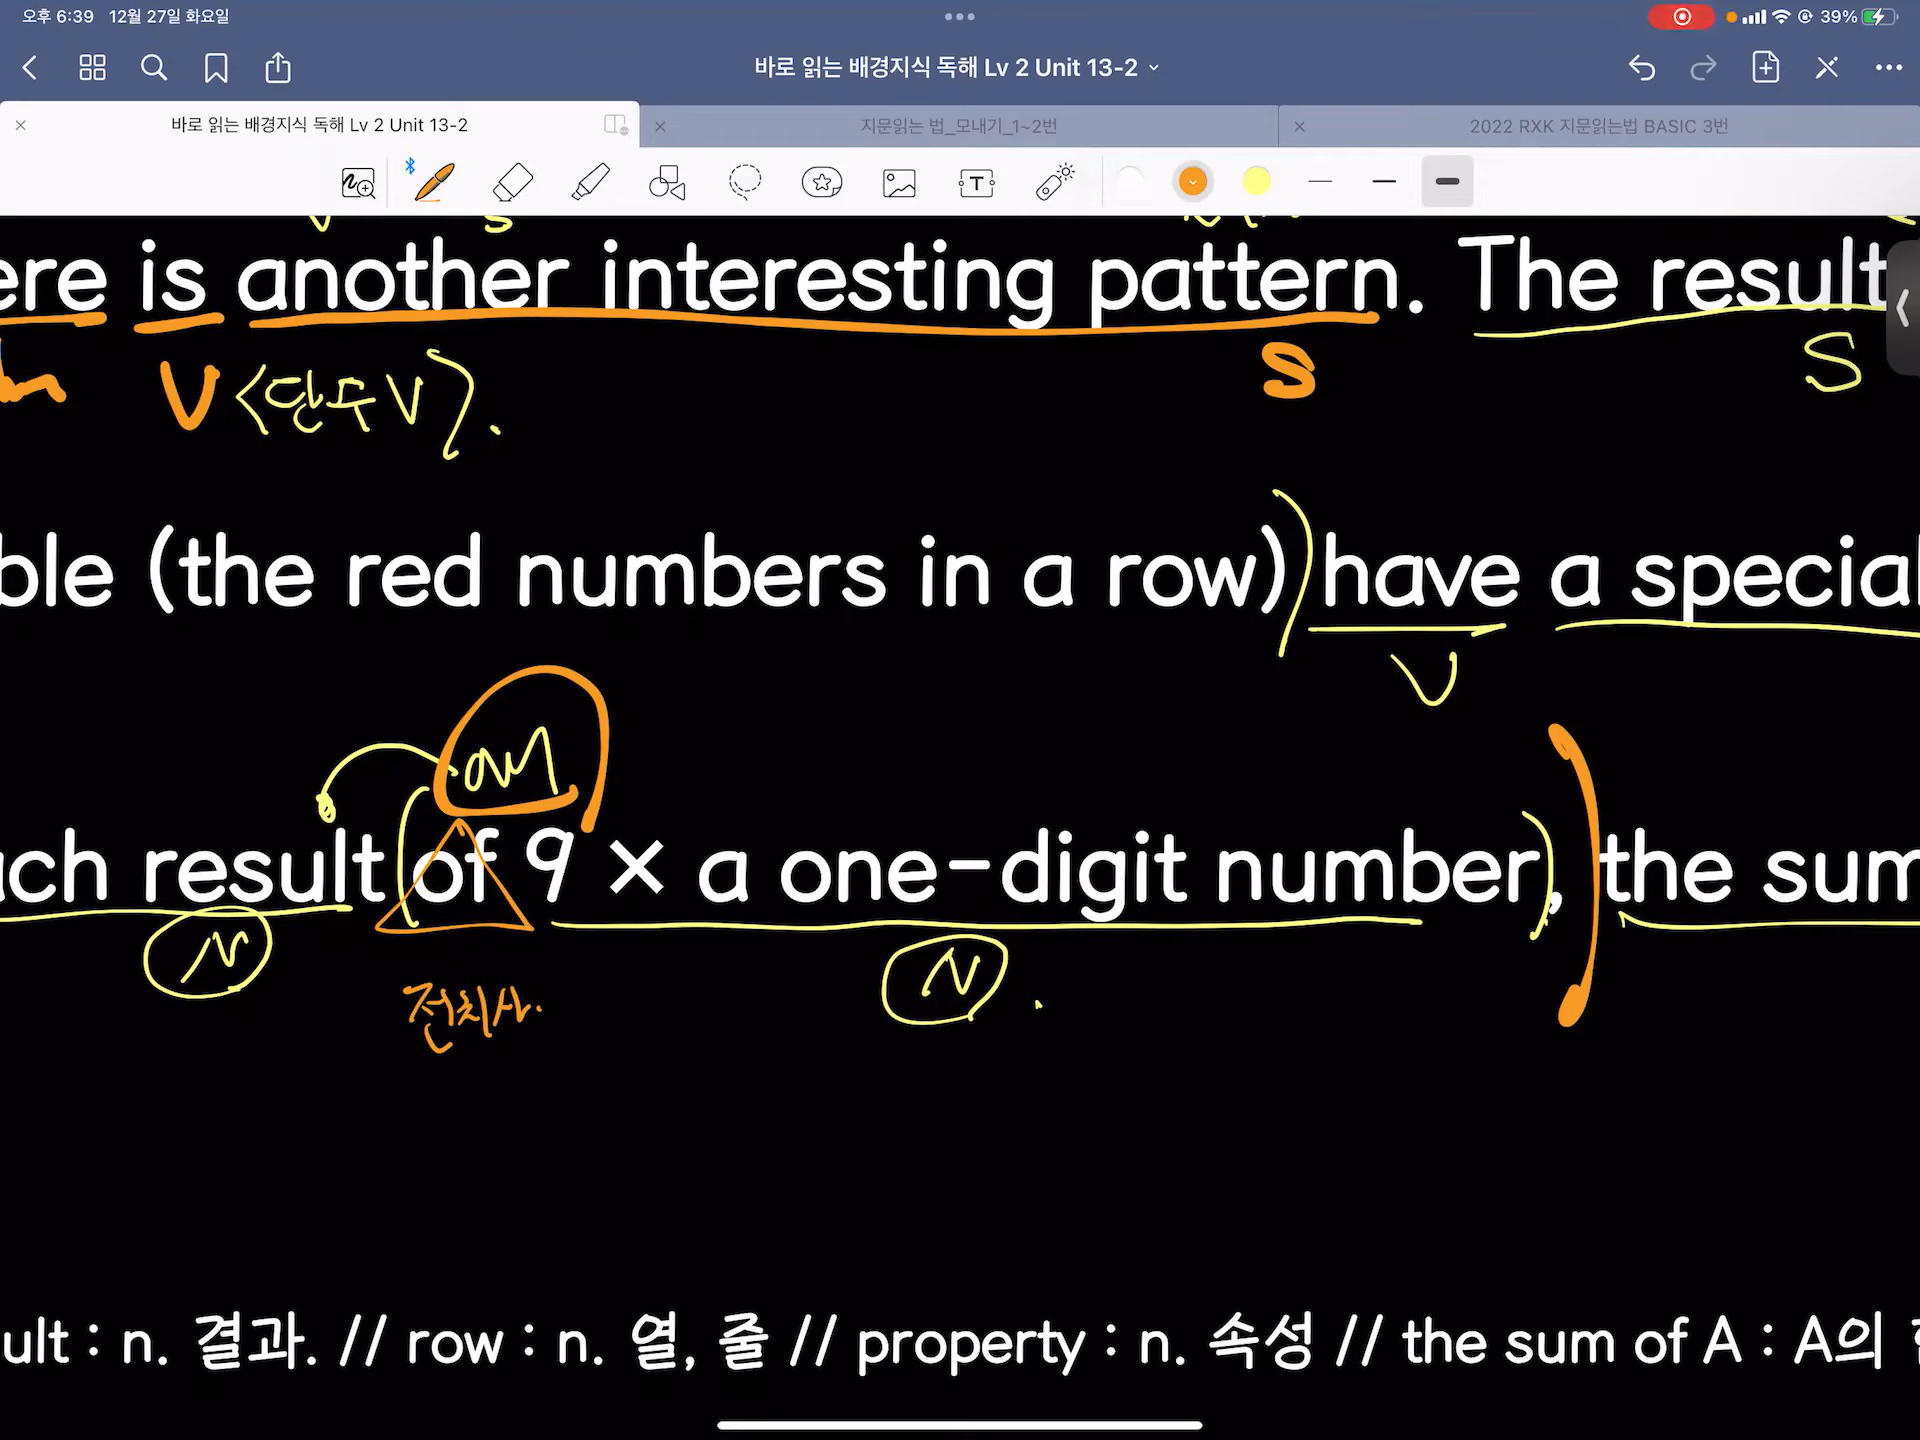 오후 6:39 12월 27일 화요일
39%
바로 읽는 배경지식 독해 Lv 2 Unit 13-2
바로 읽는 배경지식 독해 Lv 2 Unit 13-2
지문읽는 법_모내기_1~2번
2022 RXK 지문읽는법 BASIC 3번
ere is another interesting pattern. The result
V <단수 V>.
S
S
ble (the red numbers in a row) have a special
V
ach result of 9 × a one-digit number, the sum
N
N
전치사.
ult : n. 결과. // row : n. 열, 줄 // property : n. 속성 // the sum of A : A의